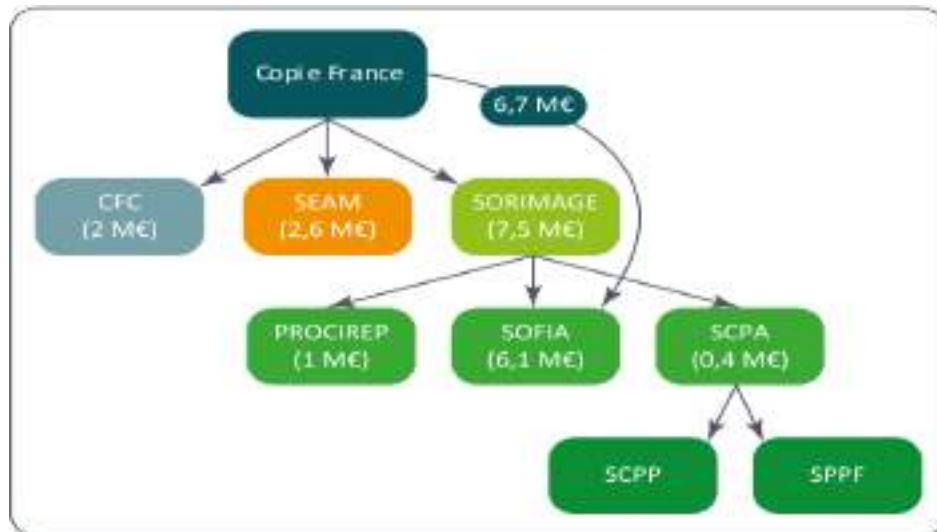 Copie France
6,7 M€
CFC
(2 M€)
SEAM
(2,6 M€)
SORIMAGE
(7,5 M€)
PROCIREP
(1 M€)
SOFIA
(6,1 M€)
SCPA
(0,4 M€)
SCPP
SPPF